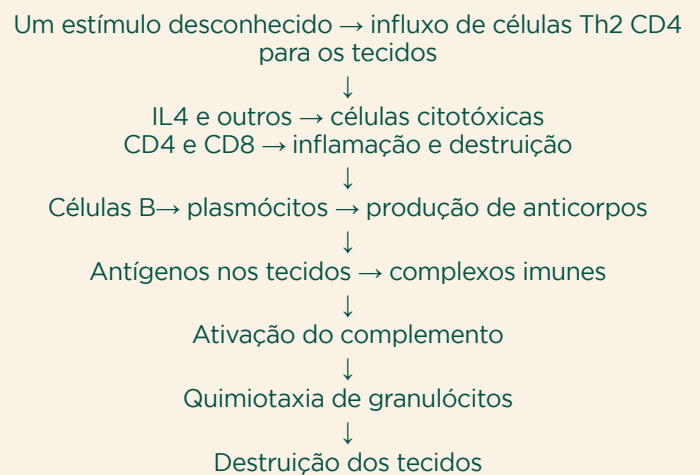 Um estímulo desconhecido → influxo de células Th2 CD4
para os tecidos
↓
IL4 e outros → células citotóxicas
CD4 e CD8 → inflamação e destruição
↓
Células B→ plasmócitos → produção de anticorpos
↓
Antígenos nos tecidos → complexos imunes
↓
Ativação do complemento
↓
Quimiotaxia de granulócitos
↓
Destruição dos tecidos